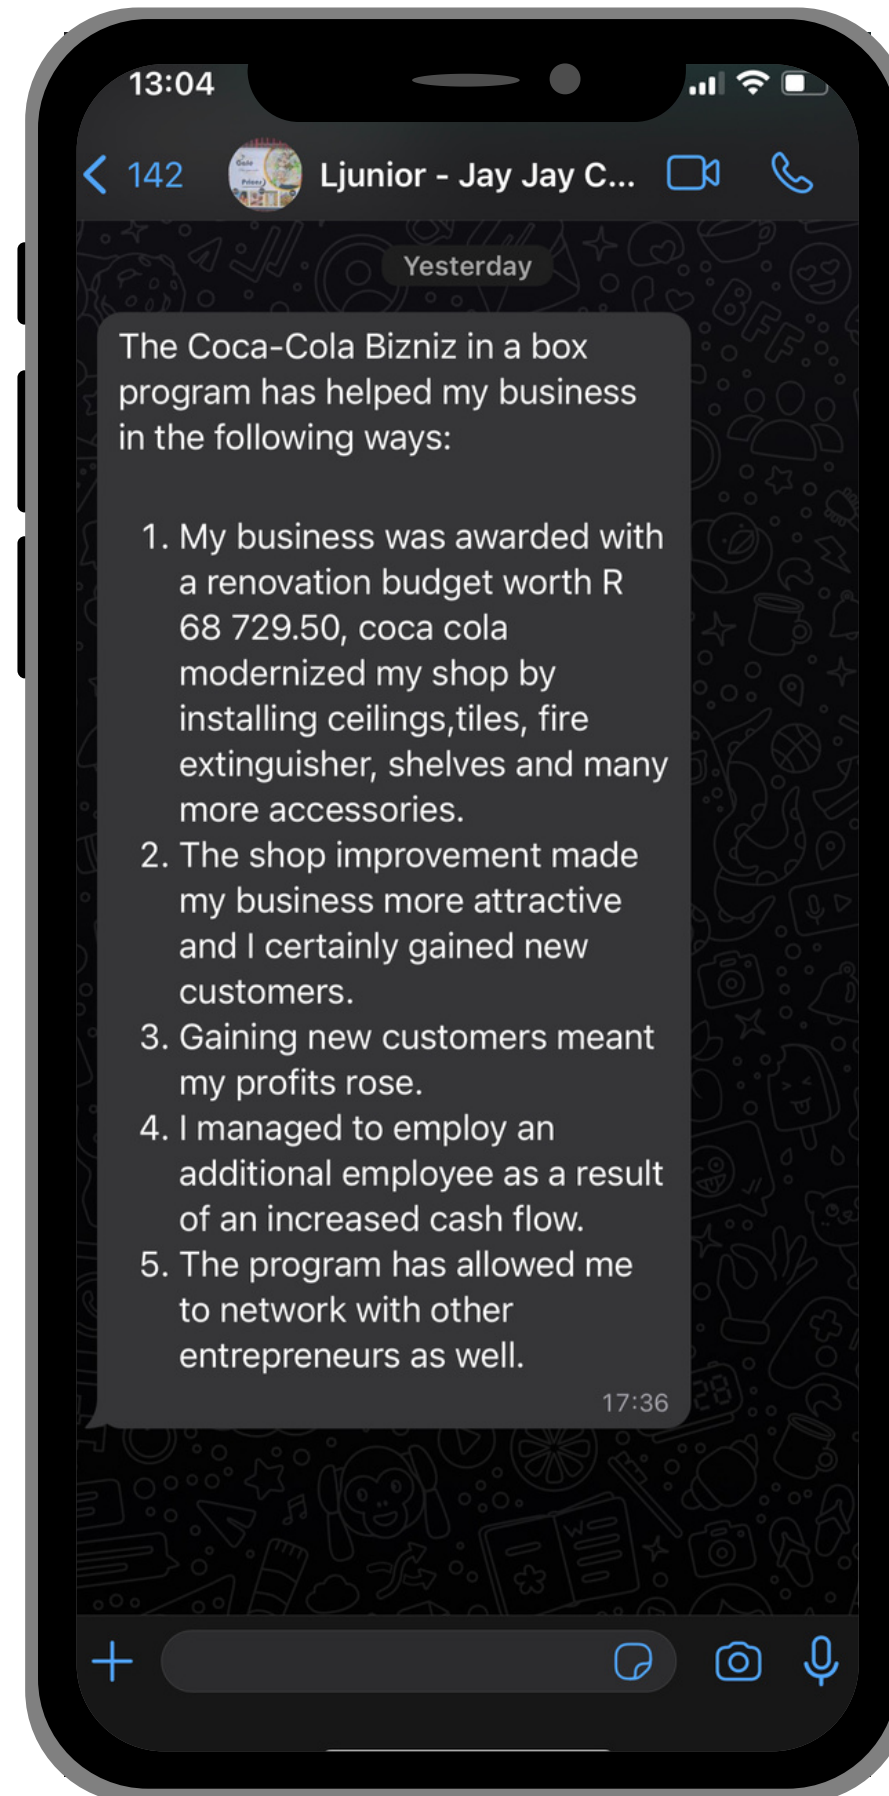 13:04
142
Ljunior - Jay Jay C...
Yesterday
The Coca-Cola Bizniz in a box
program has helped my business
in the following ways:
1. My business was awarded with
a renovation budget worth R
68 729.50, coca cola
modernized my shop by
installing ceilings,tiles, fire
extinguisher, shelves and many
more accessories.
2. The shop improvement made
my business more attractive
and I certainly gained new
customers.
3. Gaining new customers meant
my profits rose.
4. I managed to employ an
additional employee as a result
of an increased cash flow.
5. The program has allowed me
to network with other
entrepreneurs as well.
17:36